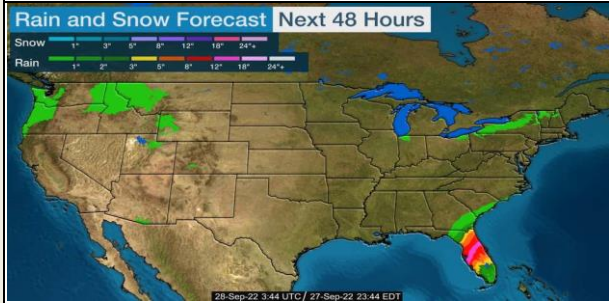 Rain and Snow Forecast Next 48 Hours
Snow
1" 3" 5" 8" 12" 18" 24"+
Rain
1" 2" 3" 5" 8" 12" 18" 24"+
28-Sep-22 3:44 UTC / 27-Sep-22 23:44 EDT